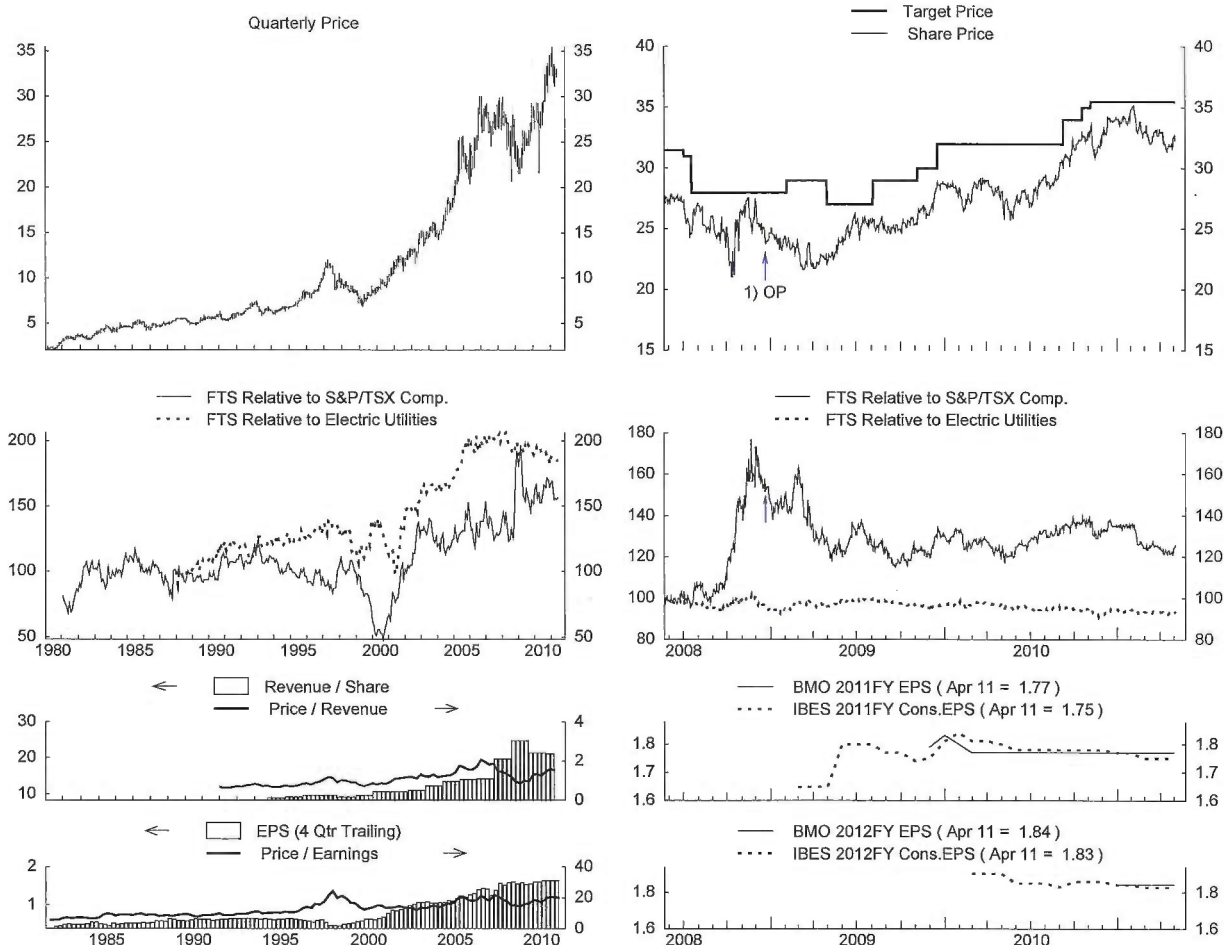 Quarterly Price
35 35
30 30
25 25
20 20
15 15
10 10
5 5
Target Price
Share Price
40 40
35 35
30 30
25 25
20 20
15 15
1) OP
FTS Relative to S&P/TSX Comp.
FTS Relative to Electric Utilities
200 200
150 150
100 100
50 50
1980 1985 1990 1995 2000 2005 2010
FTS Relative to S&P/TSX Comp.
FTS Relative to Electric Utilities
180 180
160 160
140 140
120 120
100 100
80 80
2008 2009 2010
Revenue / Share
Price / Revenue
30 4
20 2
10 0
BMO 2011FY EPS ( Apr 11 = 1.77 )
IBES 2011FY Cons.EPS ( Apr 11 = 1.75 )
1.8 1.8
1.7 1.7
1.6 1.6
EPS (4 Qtr Trailing)
Price / Earnings
2 40
1 20
0
1985 1990 1995 2000 2005 2010
BMO 2012FY EPS ( Apr 11 = 1.84 )
IBES 2012FY Cons.EPS ( Apr 11 = 1.83 )
1.8 1.8
1.6 1.6
2008 2009 2010